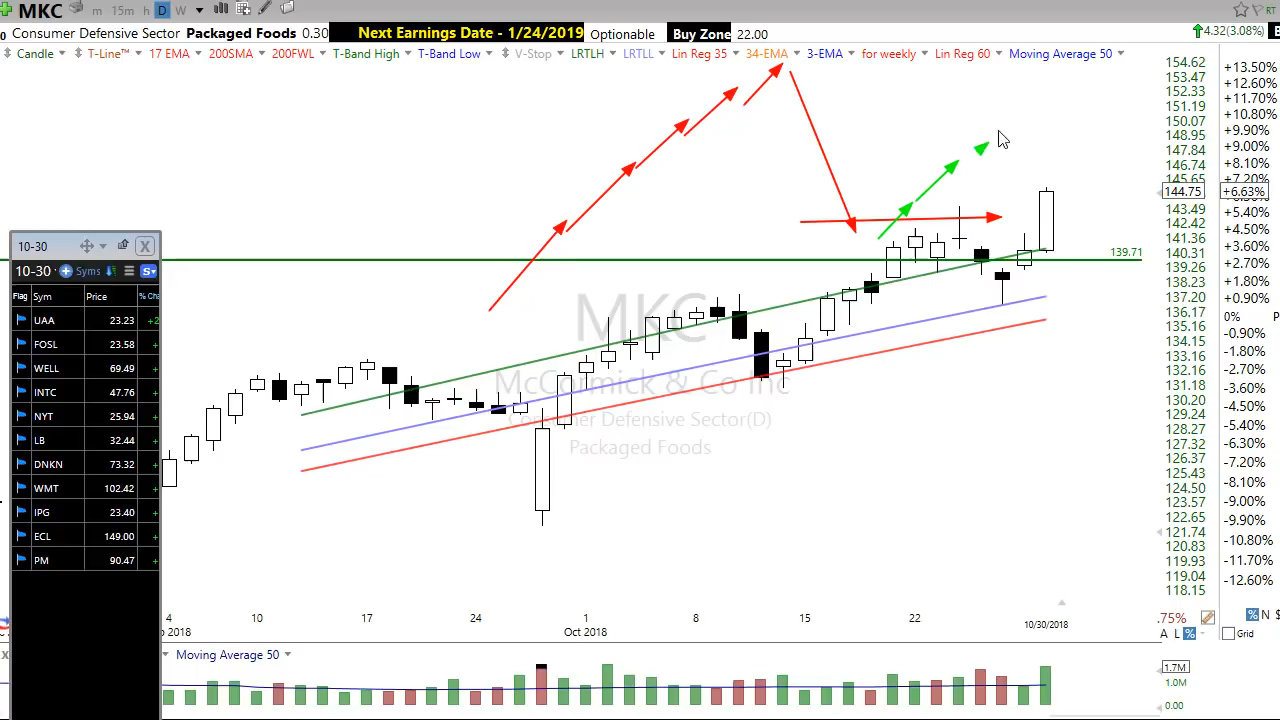 MKC m 15m h D W RT
Consumer Defensive Sector Packaged Foods 0.30 Next Earnings Date - 1/24/2019 Optionable Buy Zone 22.00 4.32(3.08%)
Candle T-Line™ 17 EMA 200SMA 200FWL T-Band High T-Band Low V-Stop LRTLH LRTLL Lin Reg 35 34-EMA 3-EMA for weekly Lin Reg 60 Moving Average 50
154.62 +13.50%
153.47 +12.60%
152.33 +11.70%
151.19 +10.80%
150.07 +9.90%
148.95 +9.00%
147.84 +8.10%
146.74 +7.20%
145.65
144.75 +6.63%
143.49 +5.40%
142.42 +4.50%
141.36 +3.60%
140.31 +2.70%
139.71
139.26 +1.80%
138.23 +0.90%
137.20 0%
136.17 -0.90%
135.16 -1.80%
134.15 -2.70%
133.16 -3.60%
132.16 -4.50%
131.18 -5.40%
130.20 -6.30%
129.24 -7.20%
128.27 -8.10%
127.32 -9.00%
126.37 -9.90%
125.43 -10.80%
124.50 -11.70%
123.57 -12.60%
122.65
121.74
120.83
119.93
119.04
118.15
MKC
McCormick & Co Inc
Consumer Defensive Sector(D)
Packaged Foods
10-30 X
10-30 Syms S
Flag Sym Price % Cha
UAA 23.23 +2
FOSL 23.58 +
WELL 69.49 +
INTC 47.76 +
NYT 25.94 +
LB 32.44 +
DNKN 73.32 +
WMT 102.42 +
IPG 23.40 +
ECL 149.00 +
PM 90.47 +
4 10 17 24 1 8 15 22 .75% % N $
2018 Oct 2018 10/30/2018 A L % Grid
X Moving Average 50
1.7M
1.0M
0.00